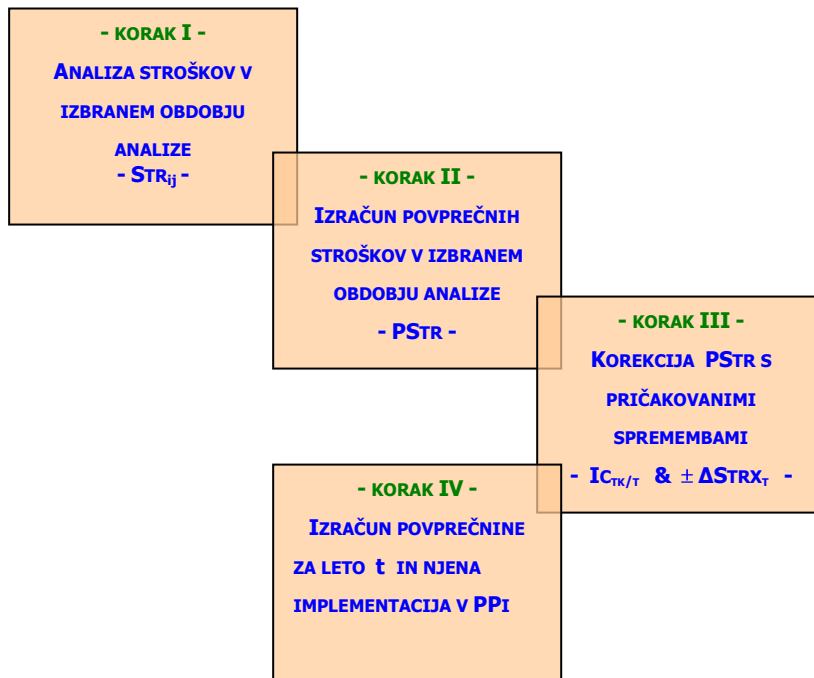 - KORAK I -
ANALIZA STROŠKOV V
IZBRANEM OBDOBJU
ANALIZE
- STRij -
- KORAK II -
IZRAČUN POVPREČNIH
STROŠKOV V IZBRANEM
OBDOBJU ANALIZE
- PSTR -
- KORAK III -
KOREKCIJA PSTR S
PRIČAKOVANIMI
SPREMEMBAMI
- ICTK/T & ± ΔSTRXT -
- KORAK IV -
IZRAČUN POVPREČNINE
ZA LETO t IN NJENA
IMPLEMENTACIJA V PPI